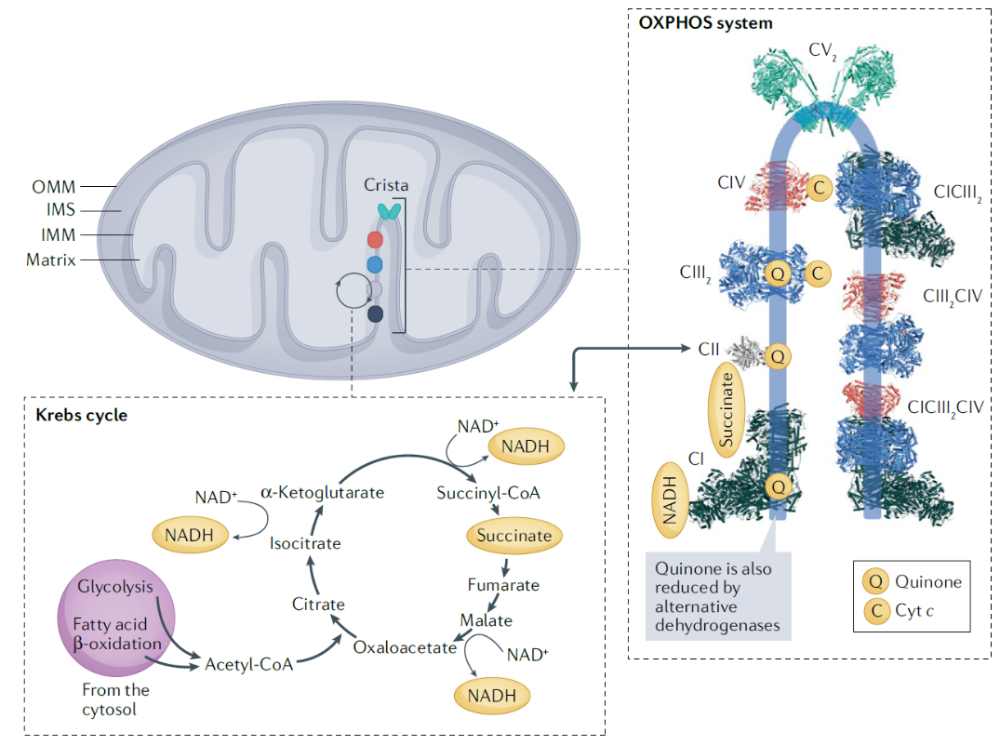 OXPHOS system
CV₂
CIV
C
CICIII₂
CIII₂
Q
C
CIII₂CIV
CII
Q
Succinate
CICIII₂CIV
CI
NADH
Q
Quinone is also
reduced by
alternative
dehydrogenases
Q Quinone
C Cyt c
OMM
IMS
IMM
Matrix
Crista
Krebs cycle
NAD⁺
NADH
α-Ketoglutarate
Succinyl-CoA
NAD⁺
NADH
Isocitrate
Succinate
Glycolysis
Fumarate
Citrate
Fatty acid
β-oxidation
Malate
Oxaloacetate
NAD⁺
Acetyl-CoA
NADH
From the
cytosol